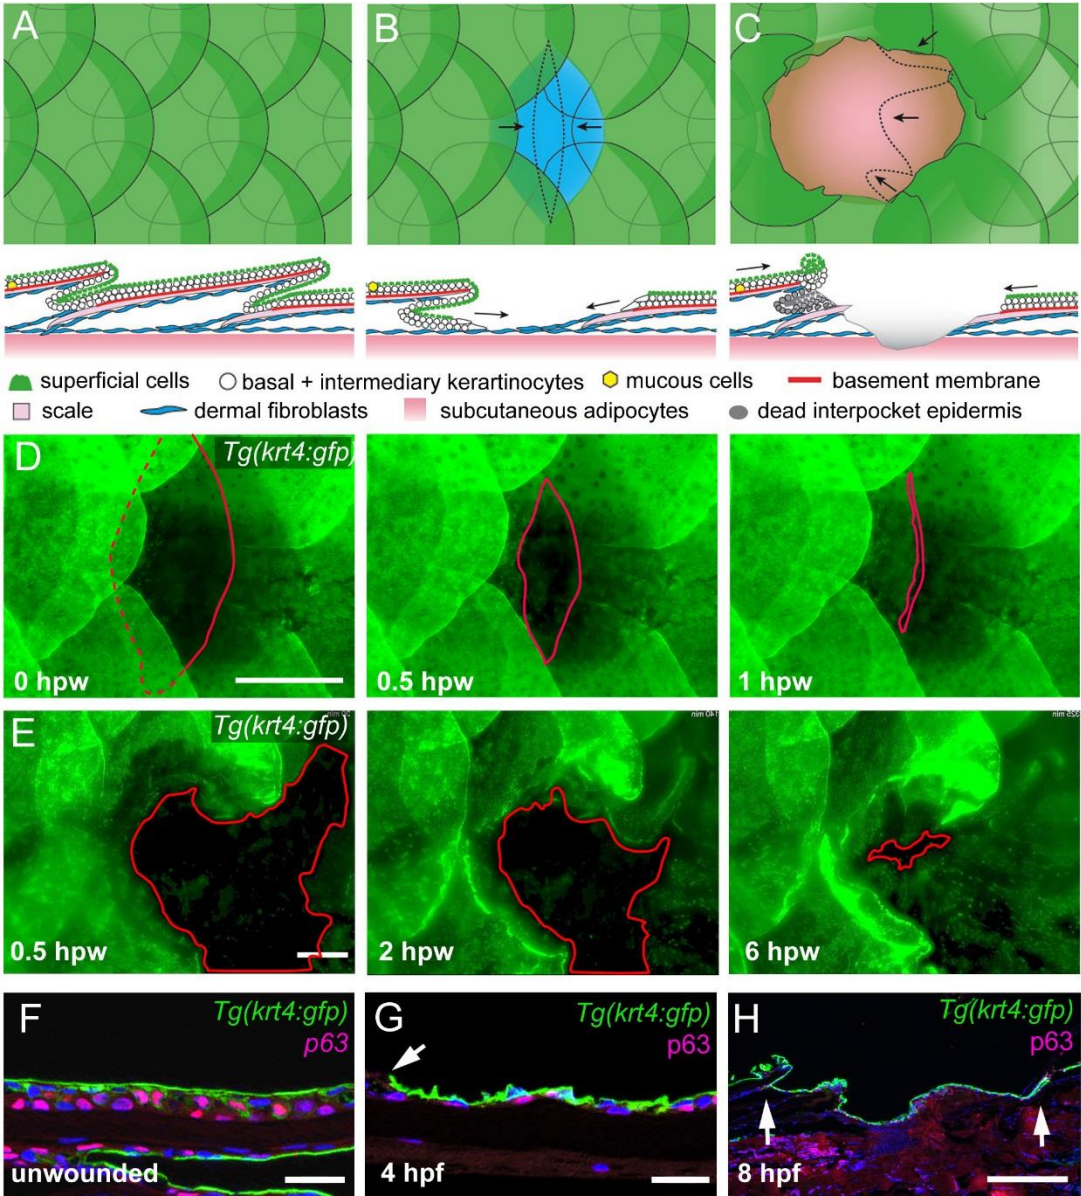 A
B
C
superficial cells
basal + intermediary kerartinocytes
mucous cells
basement membrane
scale
dermal fibroblasts
subcutaneous adipocytes
dead interpocket epidermis
D
Tg(krt4:gfp)
0 hpw
0.5 hpw
1 hpw
E
Tg(krt4:gfp)
0.5 hpw
2 hpw
6 hpw
F
Tg(krt4:gfp)
p63
unwounded
G
Tg(krt4:gfp)
p63
4 hpf
H
Tg(krt4:gfp)
p63
8 hpf